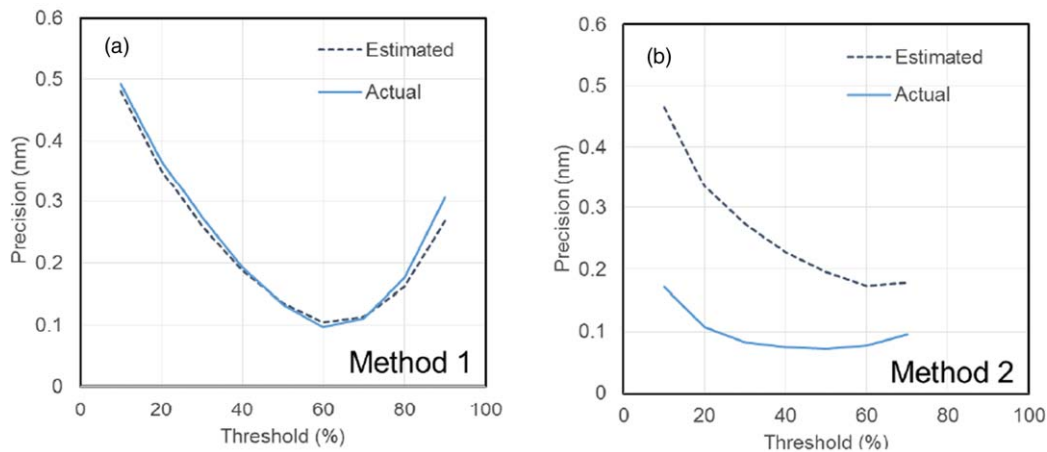 (a)
Estimated
Actual
Precision (nm)
0.6
0.5
0.4
0.3
0.2
0.1
0
Method 1
0 20 40 60 80 100
Threshold (%)
(b)
Estimated
Actual
Precision (nm)
0.6
0.5
0.4
0.3
0.2
0.1
0
Method 2
0 20 40 60 80 100
Threshold (%)